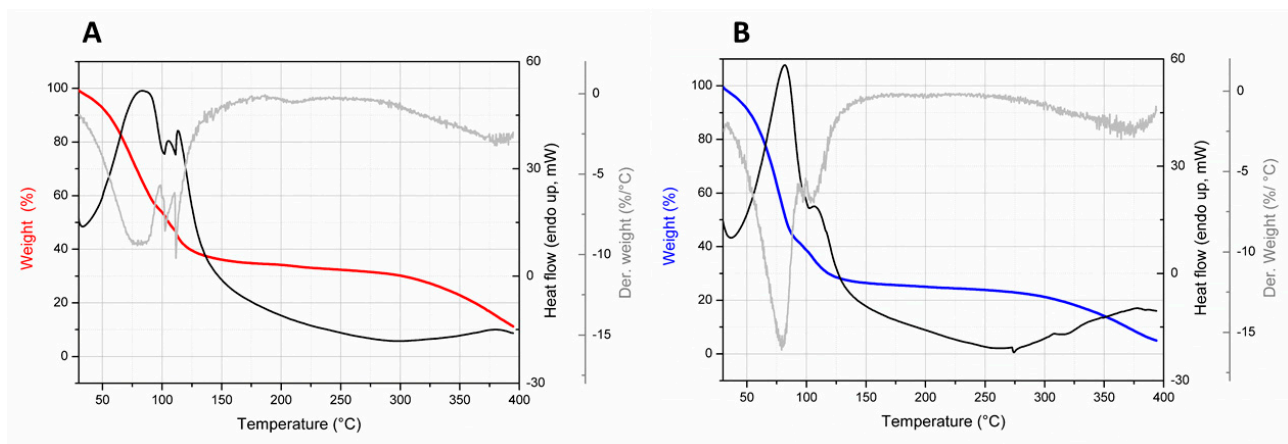 A
100
80
60
40
20
0
Weight (%)
50 100 150 200 250 300 350 400
Temperature (°C)
60
30
0
-30
Heat flow (endo up, mW)
0
-5
-10
-15
Der. weight (%/°C)
B
100
80
60
40
20
0
Weight (%)
50 100 150 200 250 300 350 400
Temperature (°C)
60
30
0
-30
Heat flow (endo up, mW)
0
-5
-10
-15
Der. Weight (%/ °C)